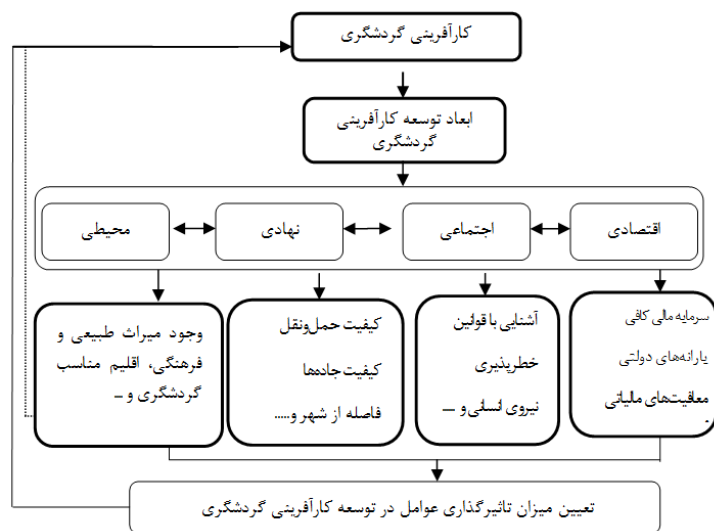 کارآفرینی گردشگری
ابعاد توسعه کارآفرینی
گردشگری
اقتصادی
اجتماعی
نهادی
محیطی
سرمایه مالی کافی
یارانه‌های دولتی
معافیت‌های مالیاتی
آشنایی با قوانین
خطرپذیری
نیروی انسانی و ...
کیفیت حمل‌ونقل
کیفیت جاده‌ها
فاصله از شهر و.....
وجود میراث طبیعی و
فرهنگی، اقلیم مناسب
گردشگری و ...
تعیین میزان تاثیرگذاری عوامل در توسعه کارآفرینی گردشگری